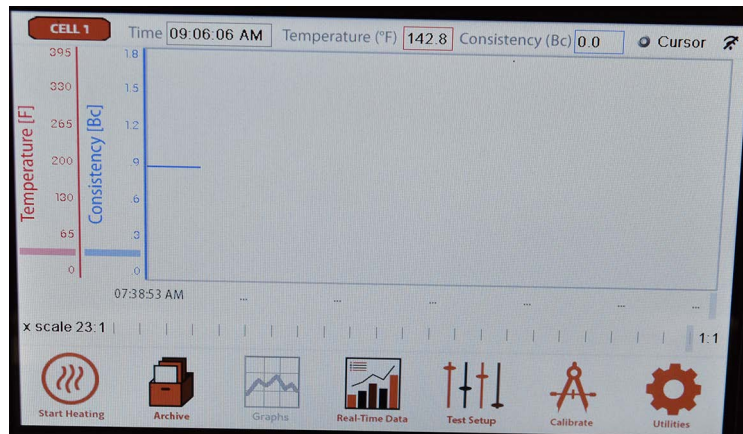 CELL 1 Time 09:06:06 AM Temperature (°F) 142.8 Consistency (Bc) 0.0 Cursor
Temperature [F]
395
330
265
200
130
65
0
Consistency [Bc]
1.8
1.5
1.2
.9
.6
.3
.0
07:38:53 AM ... ... ... ... ... ...
x scale 23:1 1:1
Start Heating Archive Graphs Real-Time Data Test Setup Calibrate Utilities